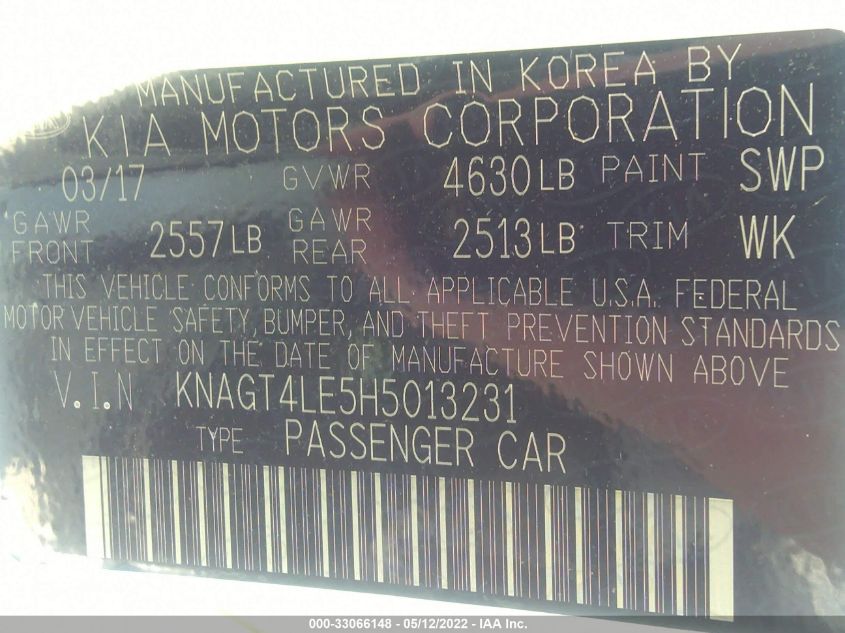 MANUFACTURED IN KOREA BY
KIA MOTORS CORPORATION
03/17 GVWR 4630LB PAINT SWP
GAWR FRONT 2557LB GAWR REAR 2513LB TRIM WK
THIS VEHICLE CONFORMS TO ALL APPLICABLE U.S.A. FEDERAL
MOTOR VEHICLE SAFETY, BUMPER, AND THEFT PREVENTION STANDARDS
IN EFFECT ON THE DATE OF MANUFACTURE SHOWN ABOVE
V.I.N KNAGT4LE5H5013231
TYPE PASSENGER CAR
000-33066148 - 05/12/2022 - IAA Inc.